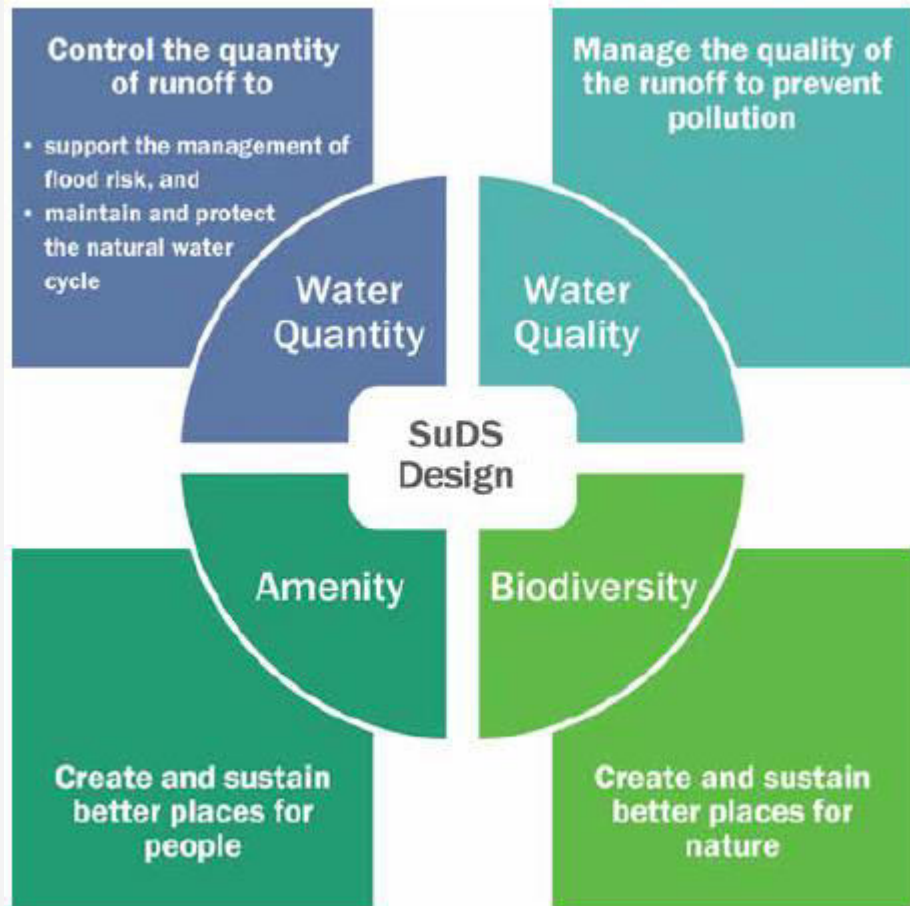 Control the quantity
of runoff to
• support the management of
flood risk, and
• maintain and protect
the natural water
cycle
Manage the quality of
the runoff to prevent
pollution
Water
Quantity
Water
Quality
SuDS
Design
Amenity
Biodiversity
Create and sustain
better places for
people
Create and sustain
better places for
nature